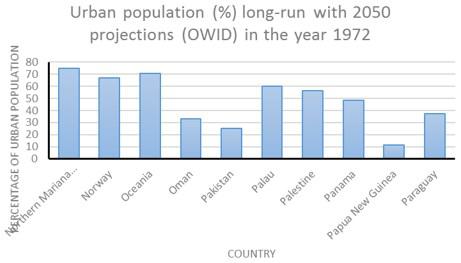 Urban population (%) long-run with 2050
projections (OWID) in the year 1972
PERCENTAGE OF URBAN POPULATION
80
70
60
50
40
30
20
10
0
Northern Mariana…
Norway
Oceania
Oman
Pakistan
Palau
Palestine
Panama
Papua New Guinea
Paraguay
COUNTRY